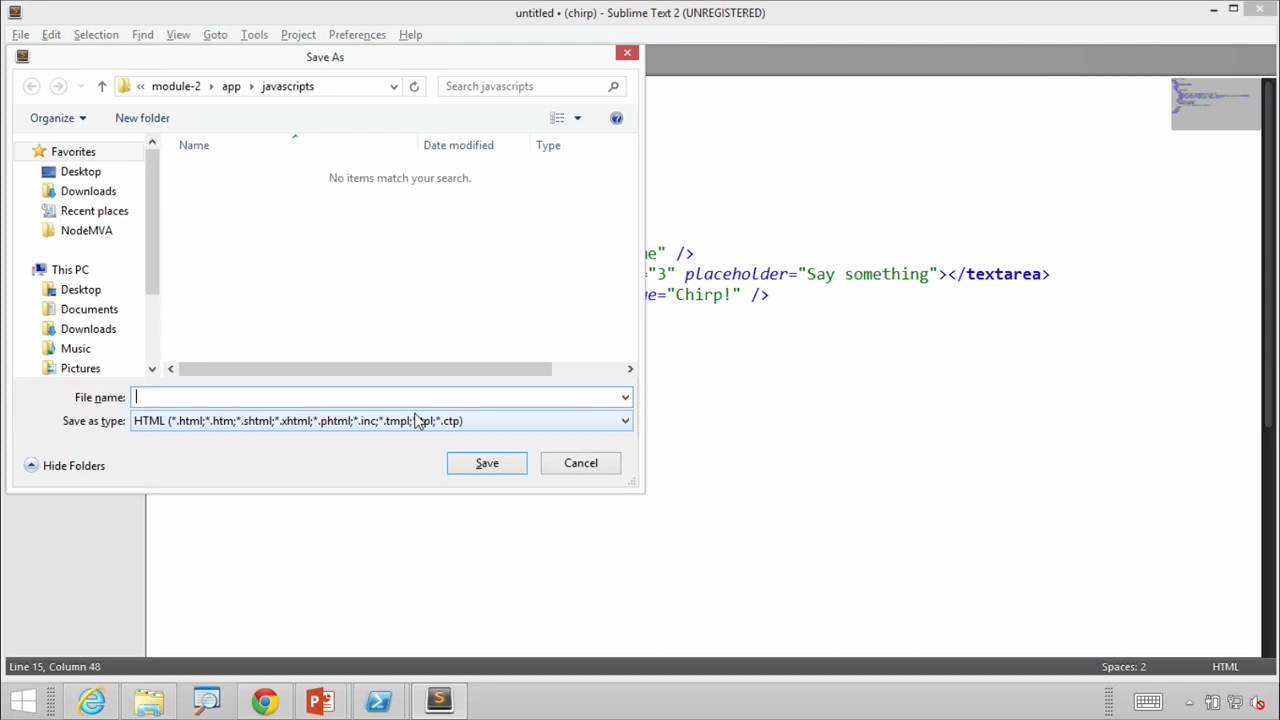 untitled • (chirp) - Sublime Text 2 (UNREGISTERED)
File Edit Selection Find View Goto Tools Project Preferences Help
Save As
« module-2 app javascripts
Search javascripts
Organize New folder
Name Date modified Type
No items match your search.
Favorites
Desktop
Downloads
Recent places
NodeMVA
This PC
Desktop
Documents
Downloads
Music
Pictures
e" />
="3" placeholder="Say something"></textarea>
="Chirp!" />
File name:
Save as type: HTML (*.html;*.htm;*.shtml;*.xhtml;*.phtml;*.inc;*.tmpl;*.tpl;*.ctp)
Hide Folders
Save Cancel
Line 15, Column 48
Spaces: 2 HTML